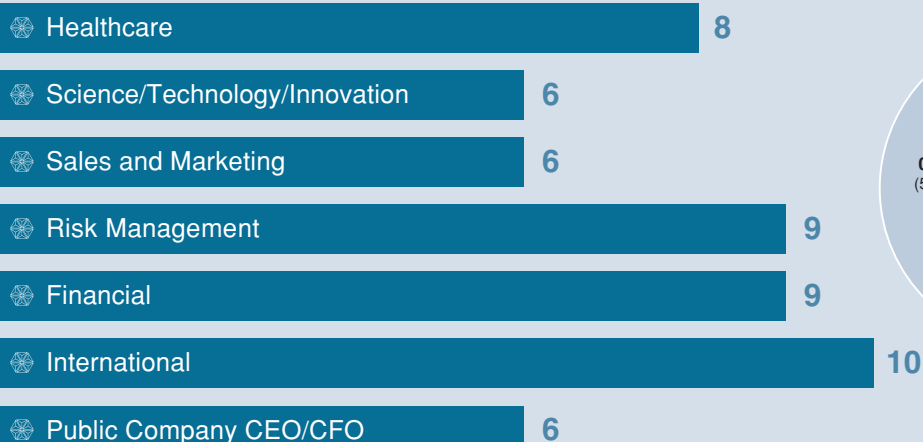 Healthcare 8
Science/Technology/Innovation 6
Sales and Marketing 6
Risk Management 9
Financial 9
International 10
Public Company CEO/CFO 6